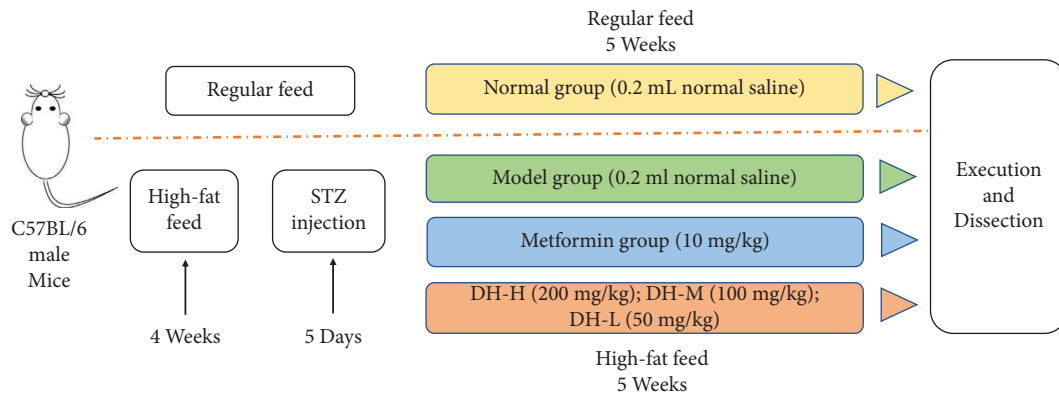 Regular feed
5 Weeks
Regular feed
Normal group (0.2 mL normal saline)
C57BL/6
male
Mice
High-fat
feed
STZ
injection
4 Weeks
5 Days
Model group (0.2 ml normal saline)
Metformin group (10 mg/kg)
DH-H (200 mg/kg); DH-M (100 mg/kg);
DH-L (50 mg/kg)
High-fat feed
5 Weeks
Execution
and
Dissection